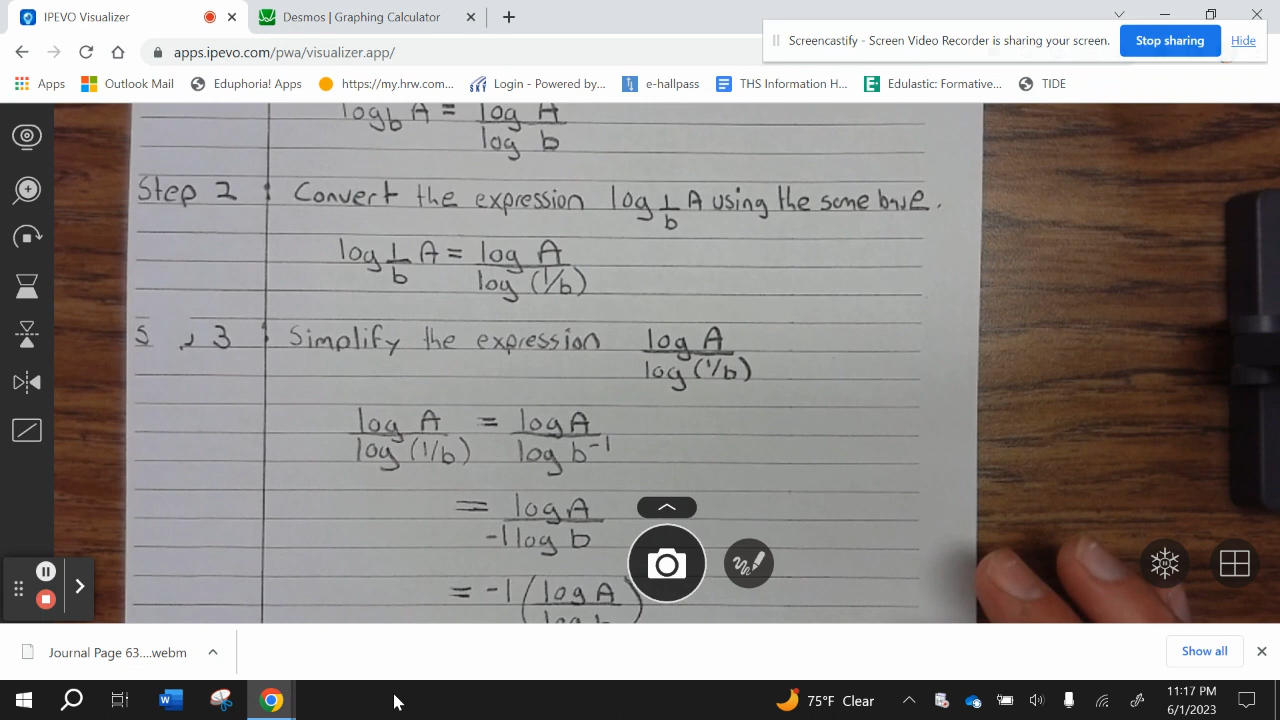 IPEVO Visualizer
Desmos | Graphing Calculator
apps.ipevo.com/pwa/visualizer.app/
Screencastify - Screen Video Recorder is sharing your screen.
Stop sharing
Hide
Apps
Outlook Mail
Eduphoria! Apps
https://my.hrw.com...
Login - Powered by...
e-hallpass
THS Information H...
Edulastic: Formative...
TIDE
log_b A = log A / log b
Step 2 : Convert the expression log_1/b A using the same base.
log_1/b A = log A / log (1/b)
3 : Simplify the expression log A / log (1/b)
log A / log (1/b) = log A / log b^-1
= log A / -1 log b
= -1 ( log A / log b )
Journal Page 63....webm
Show all
75°F Clear
11:17 PM
6/1/2023